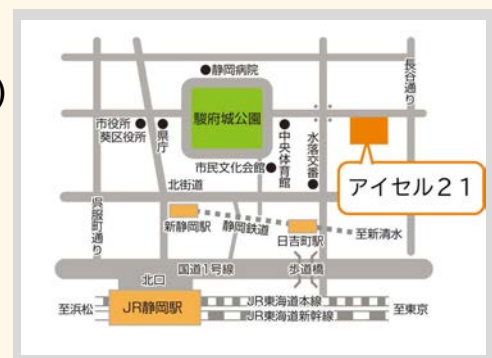 )
●静岡病院
長谷通り
駿府城公園
市役所●
葵区役所
●県庁
市民文化会館●
●中央体育館
水落交番●
アイセル21
北街道
呉服町通り
新静岡駅
静岡鉄道
日吉町駅
至新清水
国道1号線
歩道橋
北口
至浜松
JR静岡駅
JR東海道本線
JR東海道新幹線
至東京